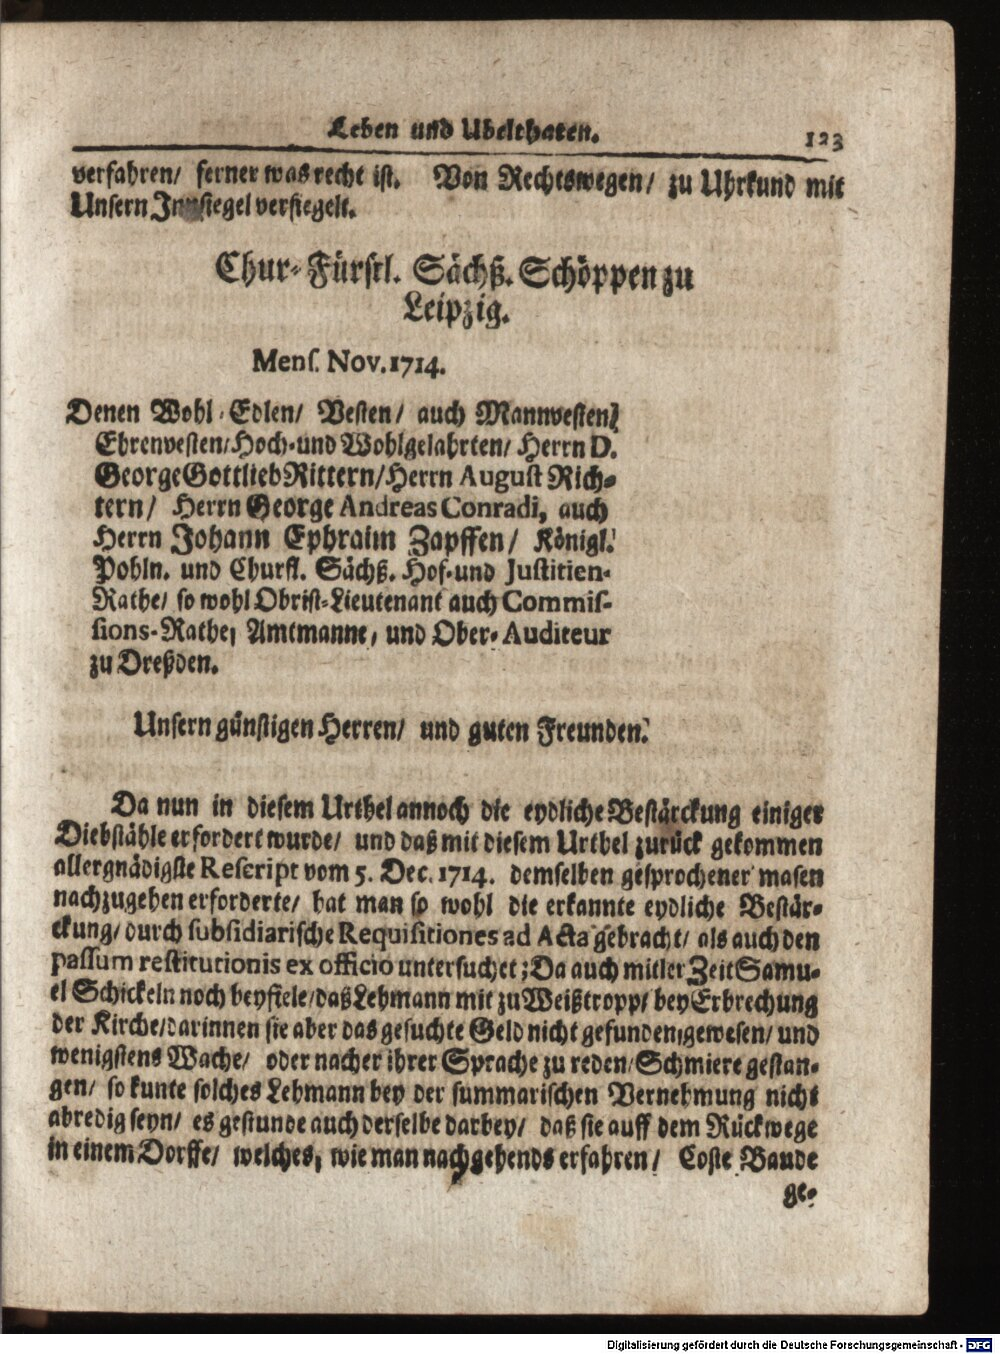 Leben und Ubelthaten. 123
verfahren/ ferner was recht ist. Von Rechtswegen/ zu Uhrkund mit
Unsern Innsiegel versiegelt.
Chur-Fürstl. Sächß. Schöppen zu
Leipzig.
Mens. Nov. 1714.
Denen Wohl-Edlen/ Vesten/ auch Mannvesten/
Ehrenvesten/ Hoch-und Wohlgelahrten/ Herrn D.
George Gottlieb Rittern/ Herrn August Rich-
tern/ Herrn George Andreas Conradi, auch
Herrn Johann Ephraim Zapffen/ Königl.
Pohln. und Churfl. Sächß. Hof-und Justitien-
Rathe/ so wohl Obrist-Lieutenant auch Commis-
sions-Rathe, Amtmanne, und Ober-Auditeur
zu Dreßden.
Unsern günstigen Herren/ und guten Freunden.
Da nun in diesem Urthel annoch die eydliche Bestärckung einiger
Diebstähle erfordert wurde/ und daß mit diesem Urthel zurück gekommen
allergnädigste Rescript vom 5. Dec. 1714. demselben gesprochener masen
nachzugehen erforderte/ hat man so wohl die erkannte eydliche Bestär-
ckung/ durch subsidiarische Requisitiones ad Acta gebracht/ als auch den
passum restitutionis ex officio untersuchet; Da auch mitler Zeit Samu-
el Schickeln noch beyfiele/ daß Lehmann mit zu Weißtropp/ bey Erbrechung
der Kirche/ darinnen sie aber das gesuchte Geld nicht gefunden, gewesen/ und
wenigstens Wache/ oder nacher ihrer Sprache zu reden/ Schmiere gestan-
gen/ so kunte solches Lehmann bey der summarischen Vernehmung nicht
abredig seyn/ es gestunde auch derselbe darbey/ daß sie auff dem Rückwege
in einem Dorffe/ welches, wie man nachgehends erfahren/ Coste Baude
ge-
Digitalisierung gefördert durch die Deutsche Forschungsgemeinschaft - DFG